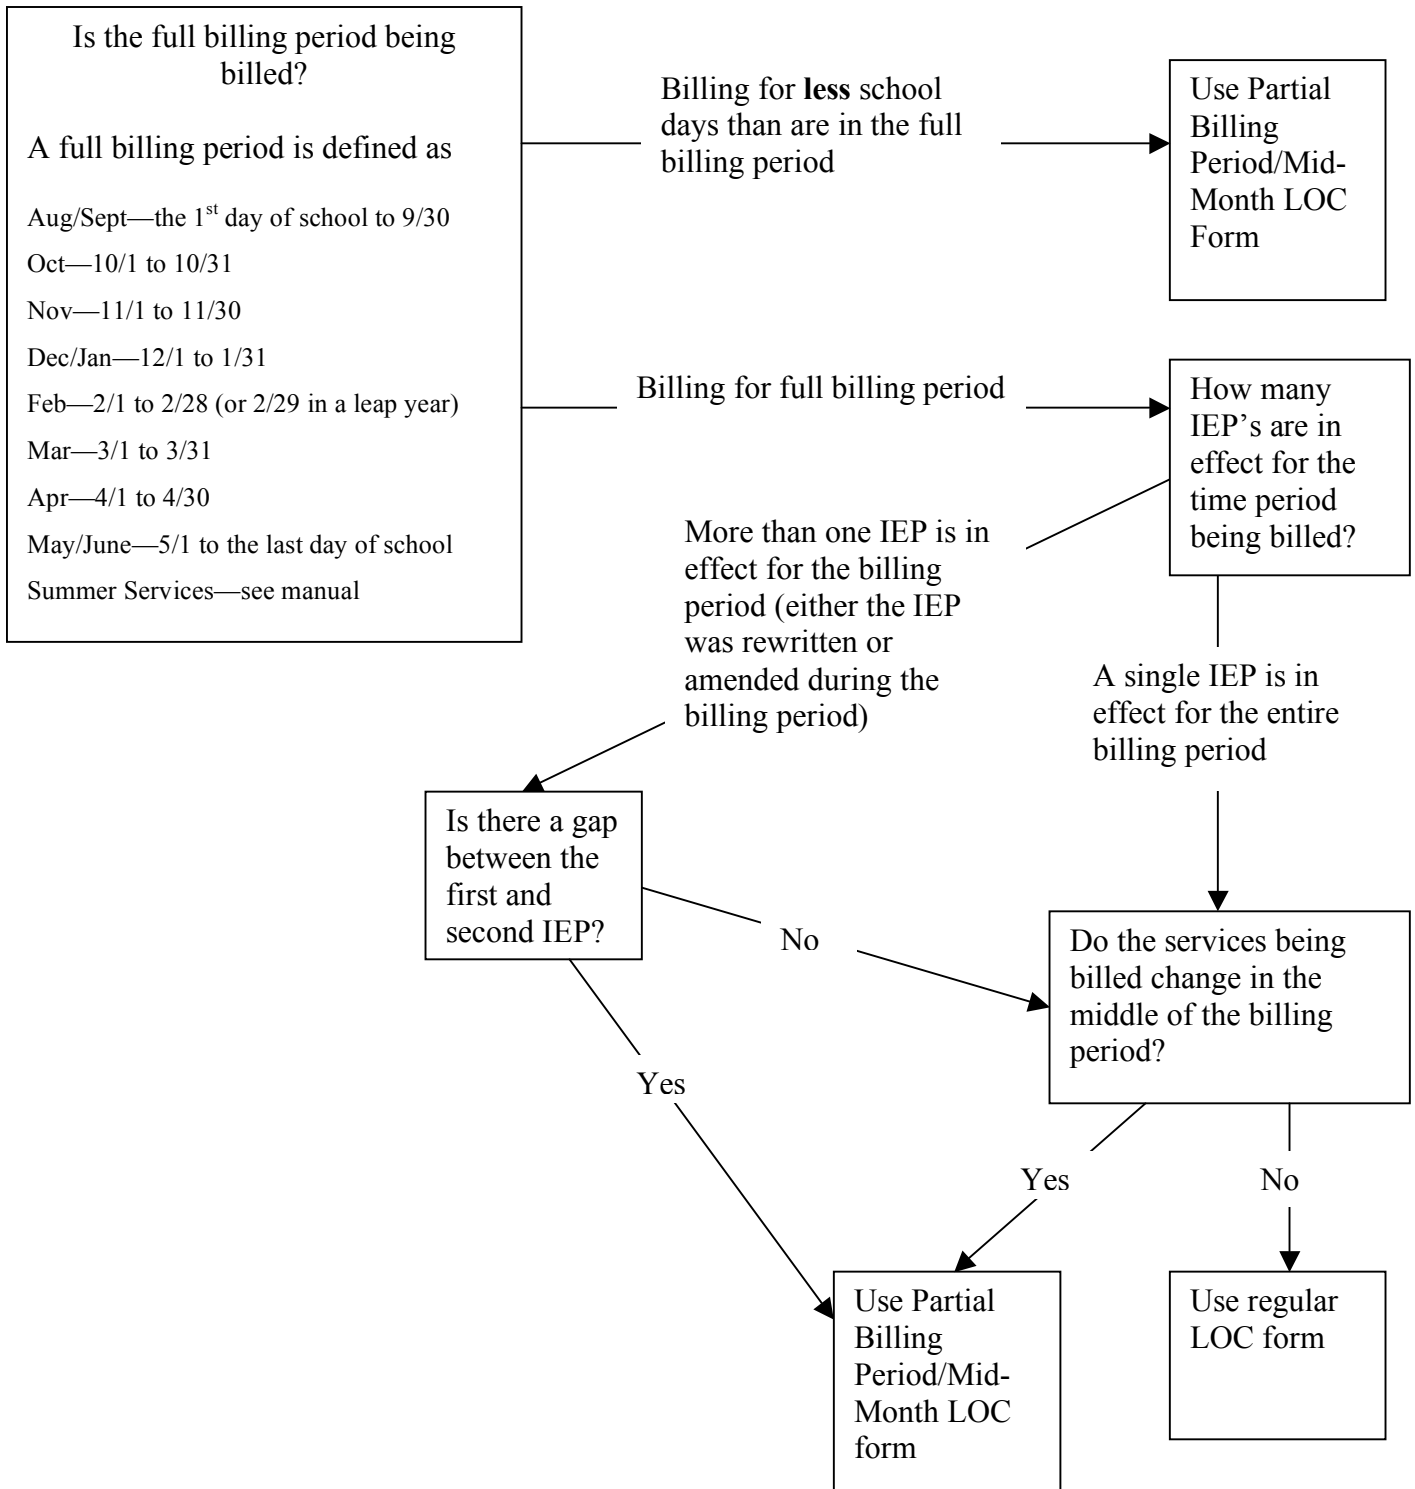 Is the full billing period being
billed?
A full billing period is defined as
Aug/Sept—the 1st day of school to 9/30
Oct—10/1 to 10/31
Nov—11/1 to 11/30
Dec/Jan—12/1 to 1/31
Feb—2/1 to 2/28 (or 2/29 in a leap year)
Mar—3/1 to 3/31
Apr—4/1 to 4/30
May/June—5/1 to the last day of school
Summer Services—see manual
Billing for less school
days than are in the full
billing period
Use Partial
Billing
Period/Mid-
Month LOC
Form
Billing for full billing period
How many
IEP’s are in
effect for the
time period
being billed?
More than one IEP is in
effect for the billing
period (either the IEP
was rewritten or
amended during the
billing period)
A single IEP is in
effect for the entire
billing period
Is there a gap
between the
first and
second IEP?
No
Do the services being
billed change in the
middle of the billing
period?
Yes
Yes
No
Use Partial
Billing
Period/Mid-
Month LOC
form
Use regular
LOC form